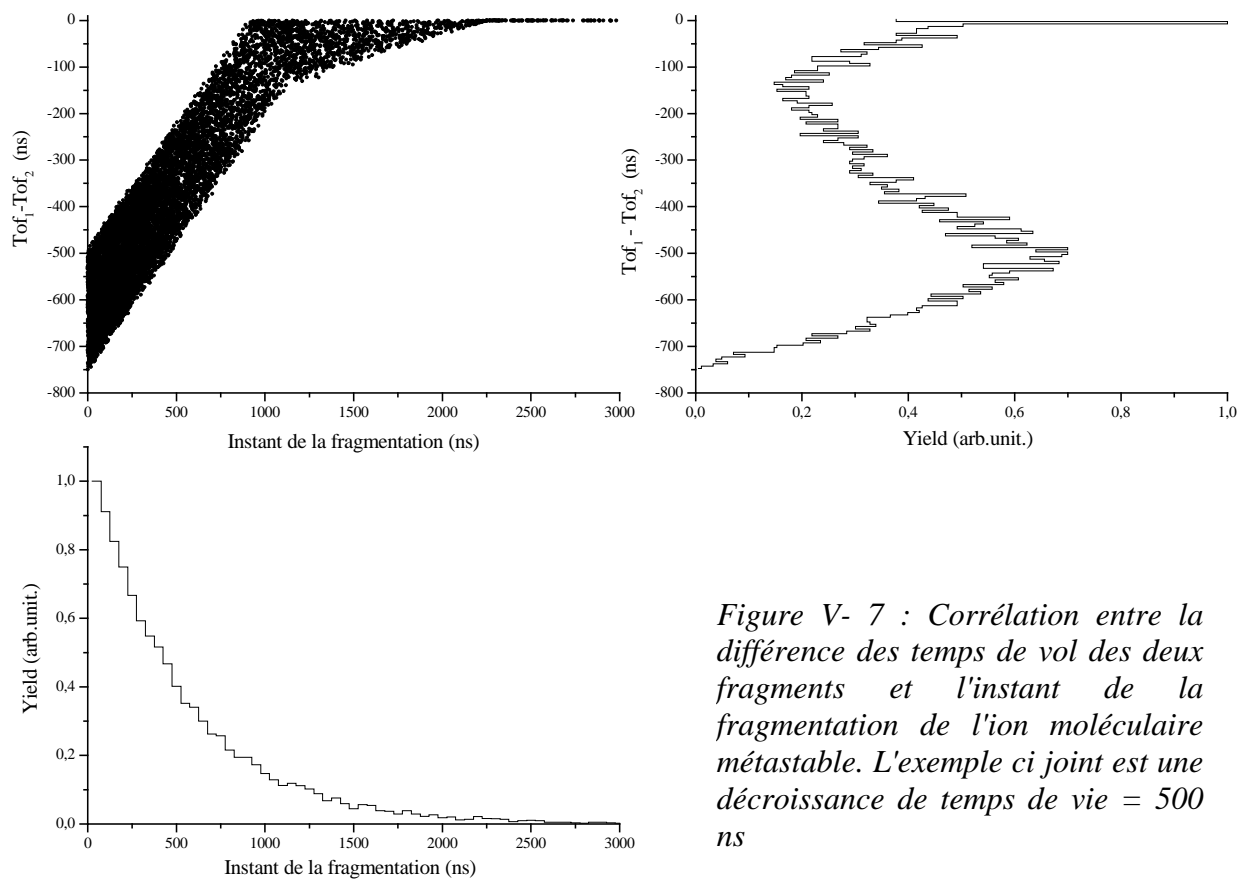 0
-100
-200
-300
-400
-500
-600
-700
-800
Tof1-Tof2 (ns)
0 500 1000 1500 2000 2500 3000
Instant de la fragmentation (ns)
0
-100
-200
-300
-400
-500
-600
-700
-800
Tof1 - Tof2 (ns)
0,0 0,2 0,4 0,6 0,8 1,0
Yield (arb.unit.)
1,0
0,8
0,6
0,4
0,2
0,0
Yield (arb.unit.)
0 500 1000 1500 2000 2500 3000
Instant de la fragmentation (ns)
Figure V- 7 : Corrélation entre la
différence des temps de vol des deux
fragments et l'instant de la
fragmentation de l'ion moléculaire
métastable. L'exemple ci joint est une
décroissance de temps de vie = 500
ns